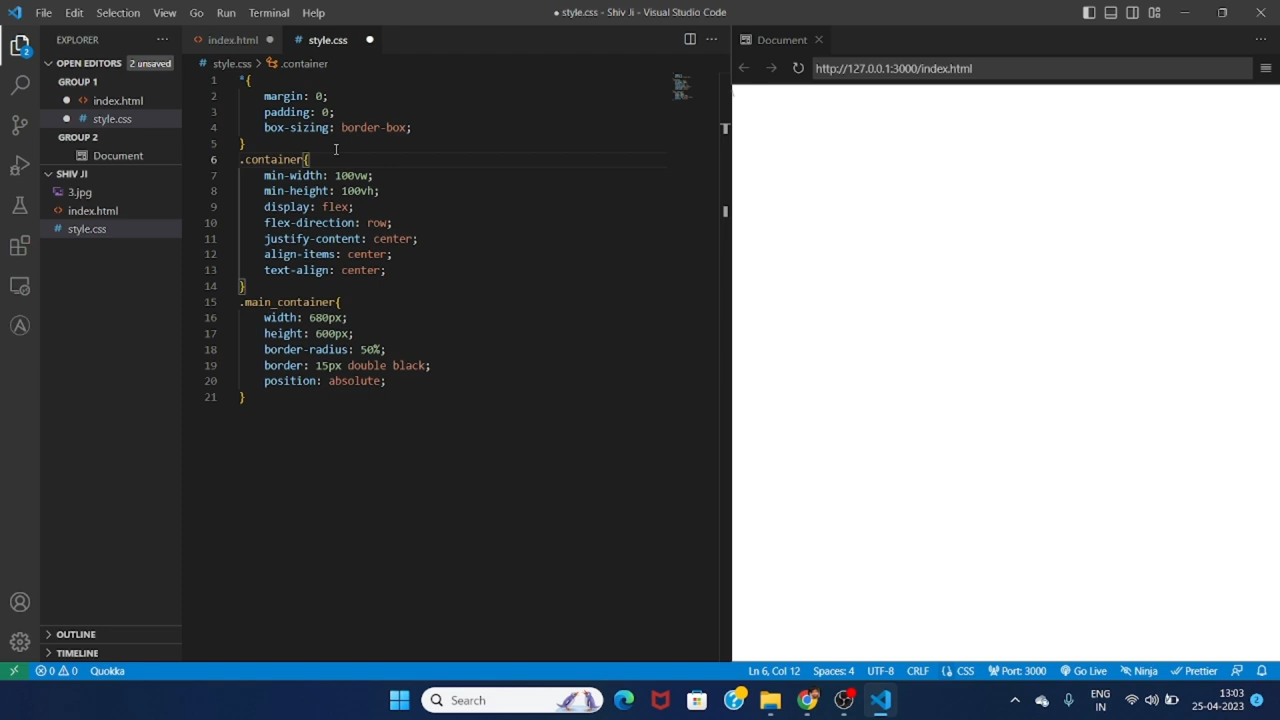 File Edit Selection View Go Run Terminal Help
● style.css - Shiv Ji - Visual Studio Code
EXPLORER ...
OPEN EDITORS 2 unsaved
GROUP 1
● <> index.html
● # style.css
GROUP 2
Document
SHIV JI
3.jpg
<> index.html
# style.css
OUTLINE
TIMELINE
2
<> index.html ●
# style.css ●
...
# style.css > .container
1 *{
2 margin: 0;
3 padding: 0;
4 box-sizing: border-box;
5 }
6 .container{
7 min-width: 100vw;
8 min-height: 100vh;
9 display: flex;
10 flex-direction: row;
11 justify-content: center;
12 align-items: center;
13 text-align: center;
14 }
15 .main_container{
16 width: 680px;
17 height: 600px;
18 border-radius: 50%;
19 border: 15px double black;
20 position: absolute;
21 }
Document ×
...
http://127.0.0.1:3000/index.html
0 0 Quokka
Ln 6, Col 12 Spaces: 4 UTF-8 CRLF {} CSS Port: 3000 Go Live Ninja Prettier
Search
ENG
IN
13:03
25-04-2023
2